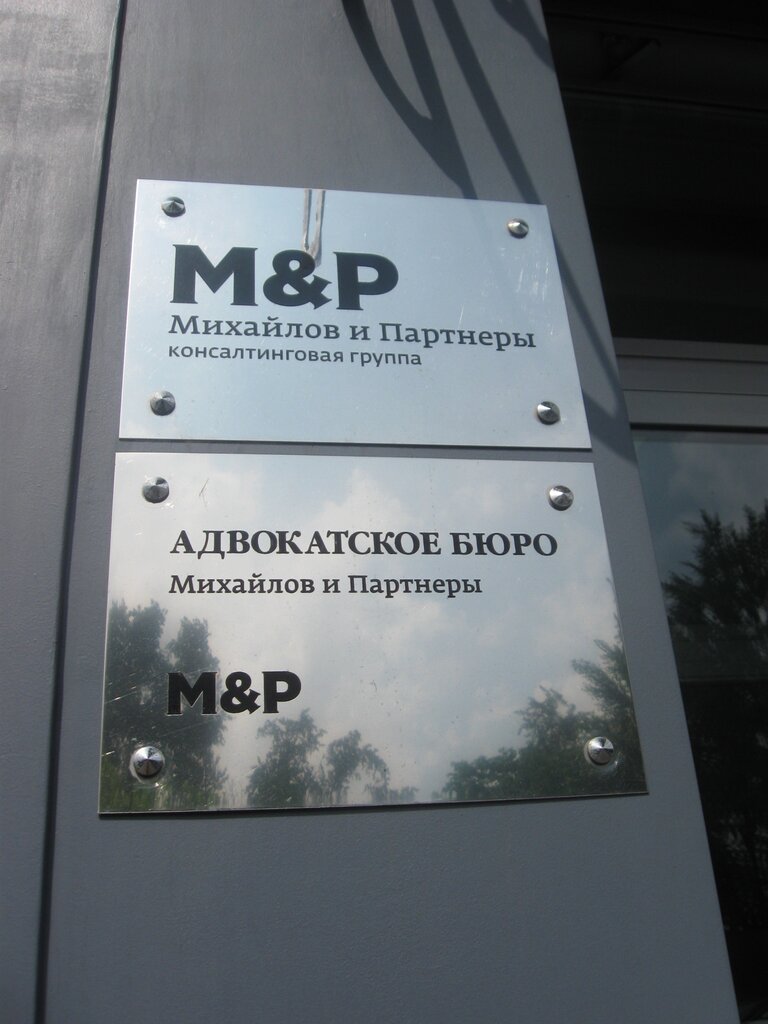 M&P
Михайлов и Партнеры
консалтинговая группа
АДВОКАТСКОЕ БЮРО
Михайлов и Партнеры
M&P